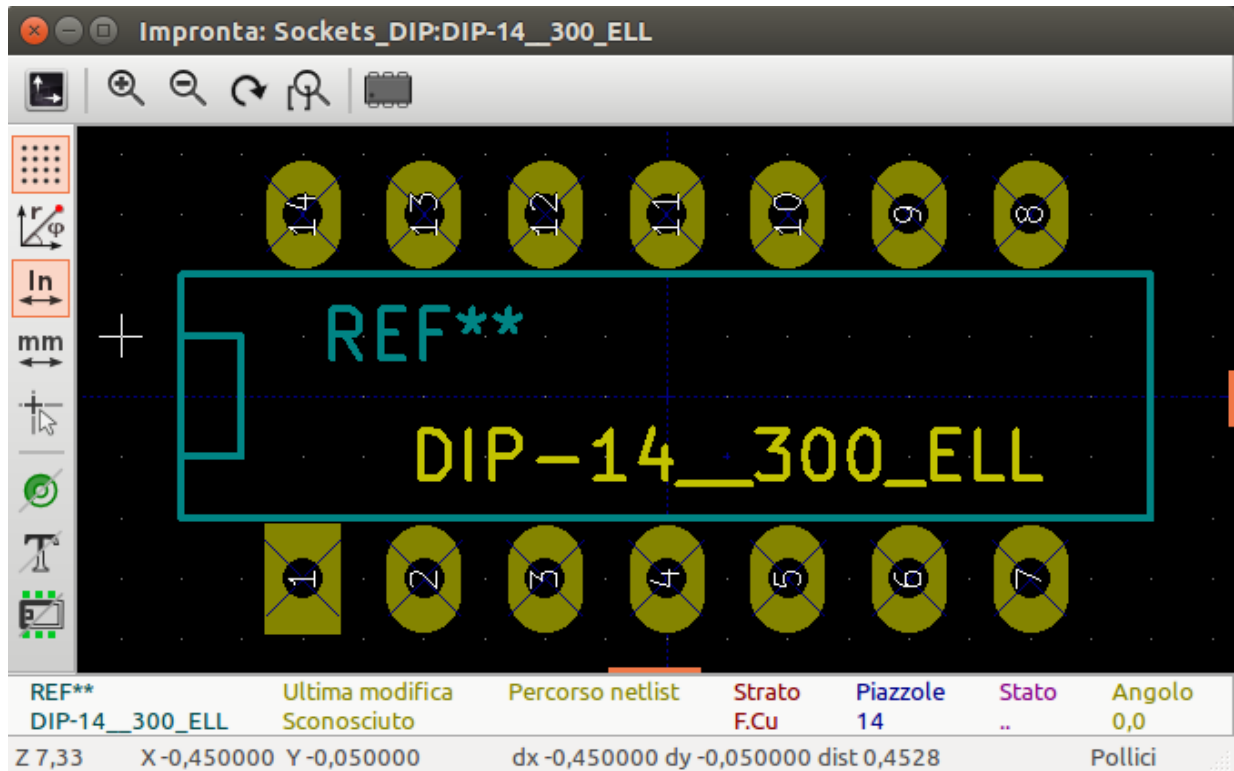 Impronta: Sockets_DIP:DIP-14__300_ELL
r φ
In
mm
14 13 12 11 10 9 8
REF**
DIP-14__300_ELL
1 2 3 4 5 6 7
REF** Ultima modifica Percorso netlist Strato Piazzole Stato Angolo
DIP-14__300_ELL Sconosciuto F.Cu 14 .. 0,0
Z 7,33 X -0,450000 Y -0,050000 dx -0,450000 dy -0,050000 dist 0,4528 Pollici